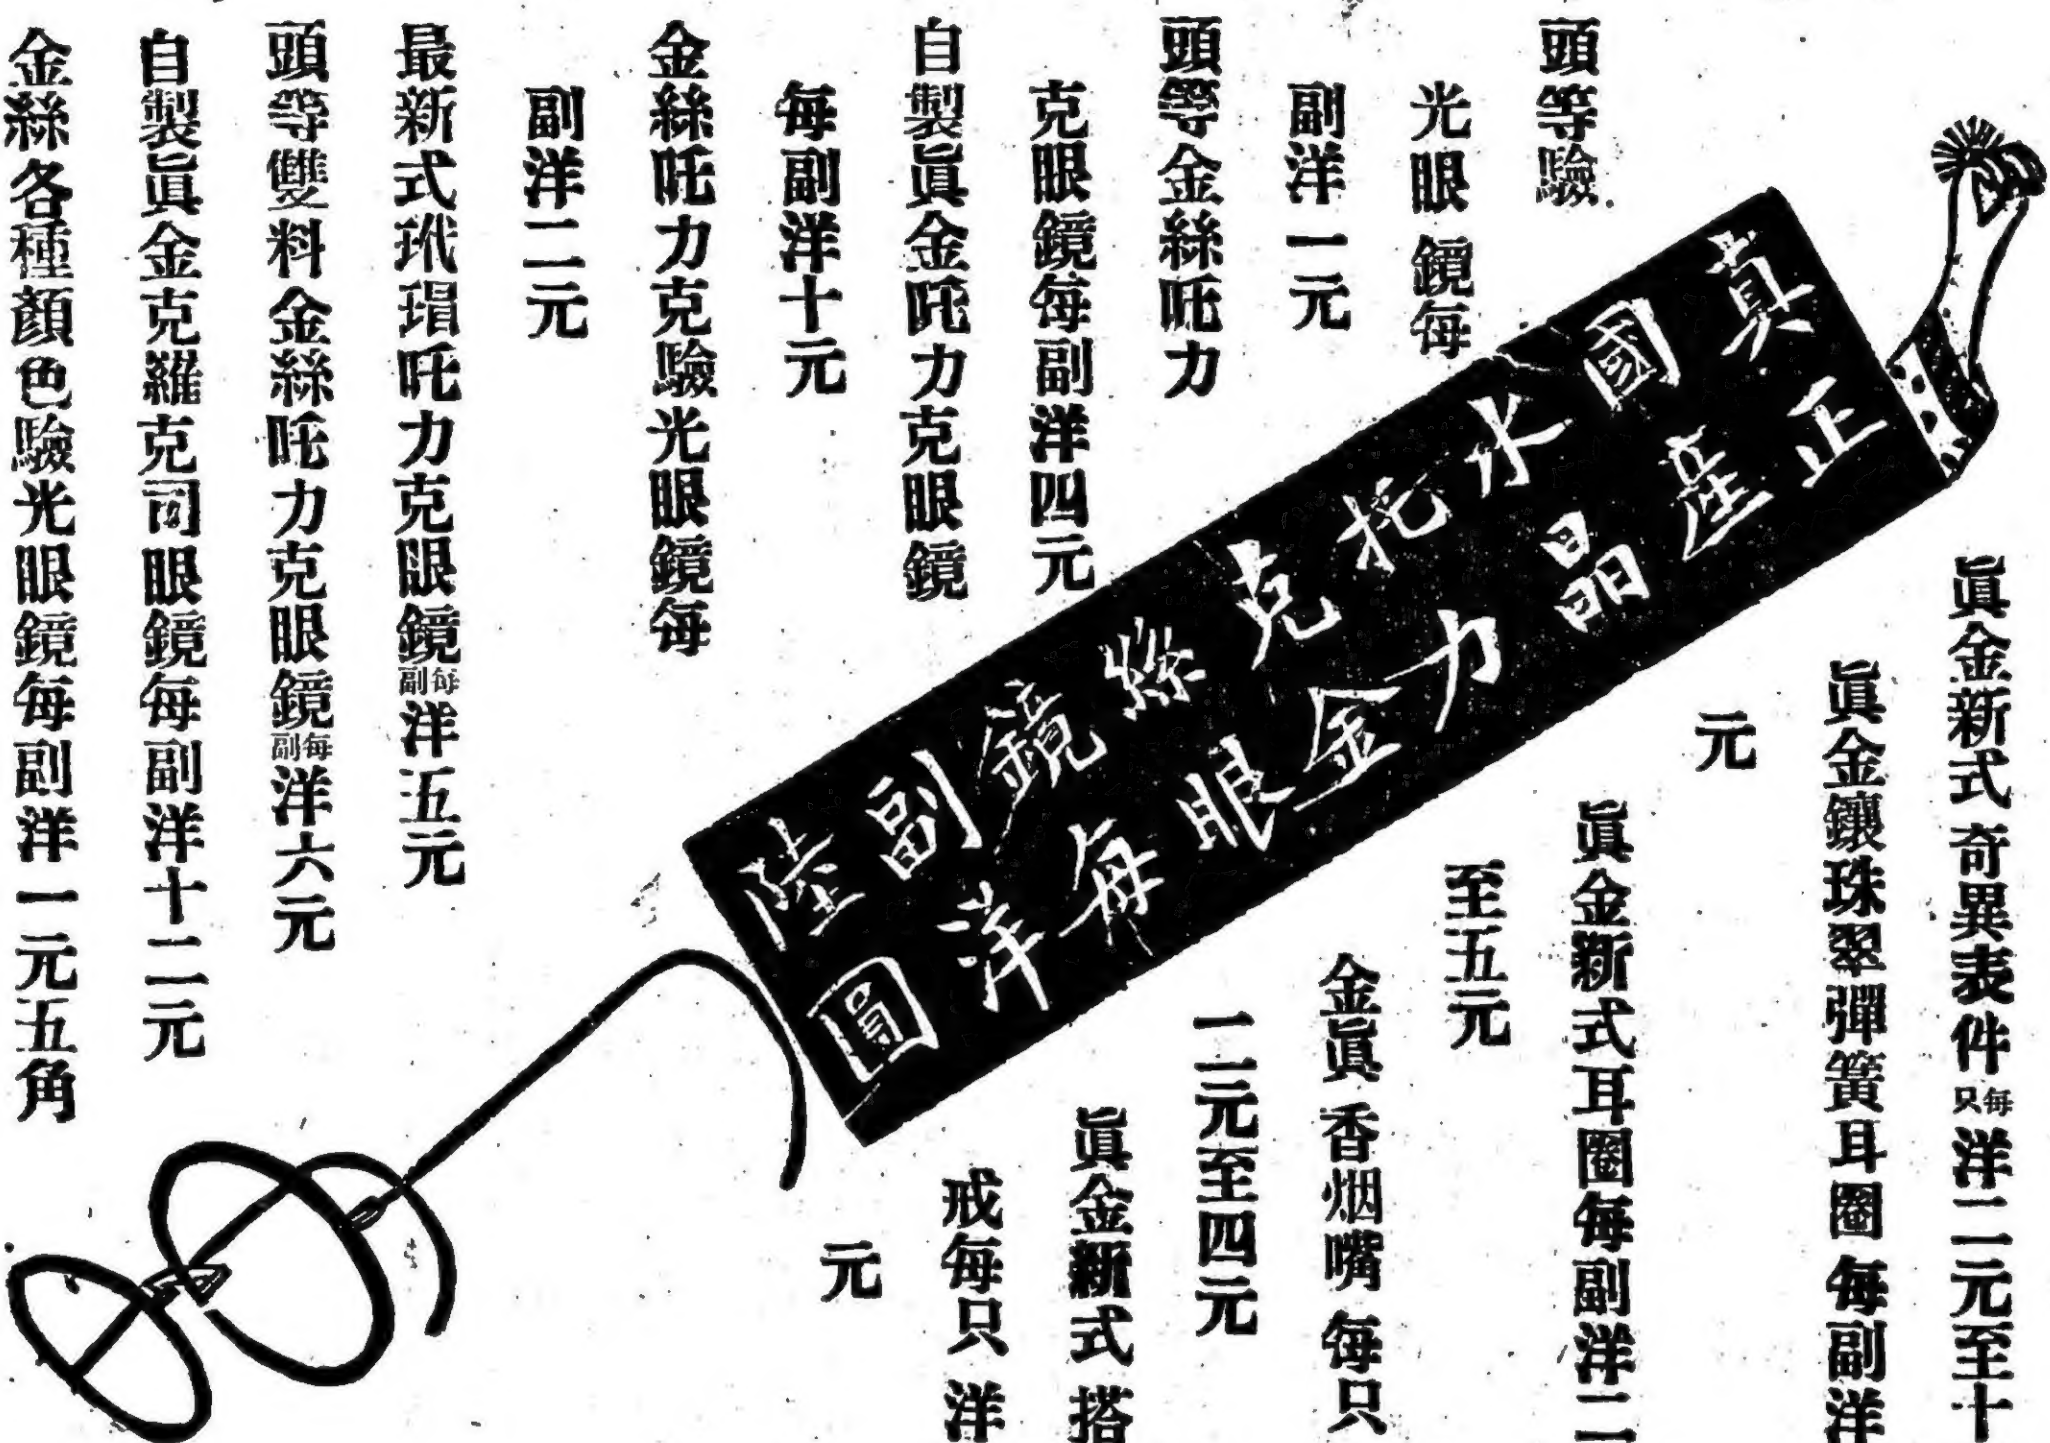 頭等驗
光眼鏡每
副洋一元
頭等金絲吒力
克眼鏡每副洋四元
自製眞金吒力克眼鏡
每副洋十元
金絲吒力克驗光眼鏡每
副洋二元
最新式玳瑁吒力克眼鏡每副洋五元
頭等雙料金絲吒力克眼鏡每副洋六元
自製眞金克羅克司眼鏡每副洋十二元
金絲各種顏色驗光眼鏡每副洋一元五角
真正
國產
水晶
托力
克金
絲眼
鏡每
副洋
陸圓
眞金新式奇異表件每只洋二元至十
眞金鑲珠翠彈簧耳圈每副洋
元
眞金新式耳圈每副洋二
至五元
金眞香烟嘴每只
二元至四元
眞金新式搭
戒每只洋
元